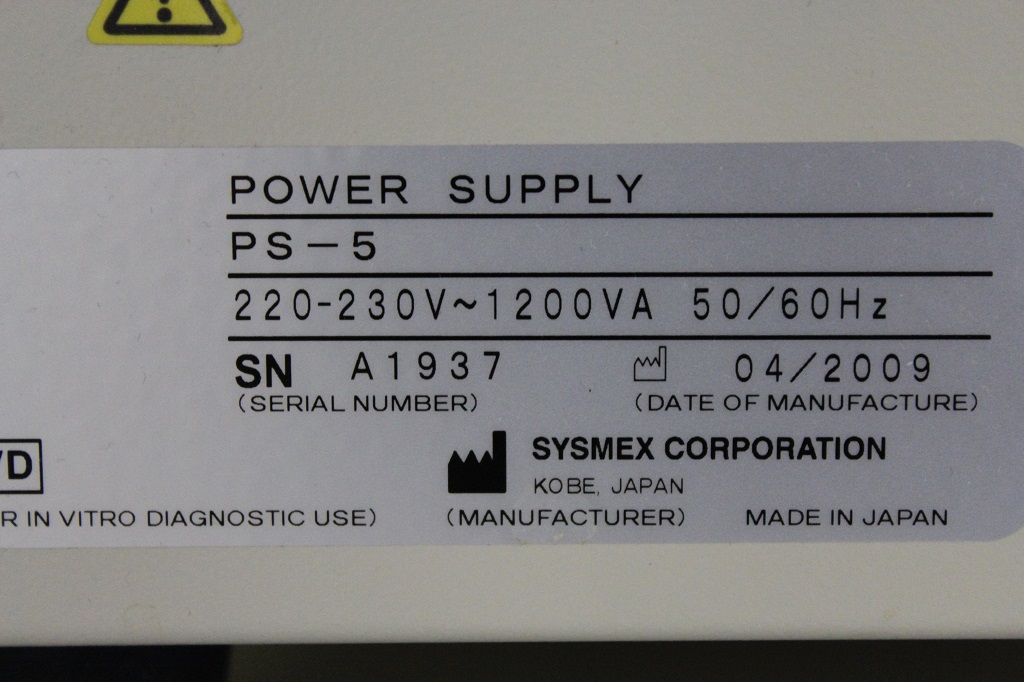 POWER SUPPLY
PS-5
220-230V~1200VA 50/60Hz
SN A1937 04/2009
(SERIAL NUMBER) (DATE OF MANUFACTURE)
SYSMEX CORPORATION
KOBE, JAPAN
IN VITRO DIAGNOSTIC USE) (MANUFACTURER) MADE IN JAPAN